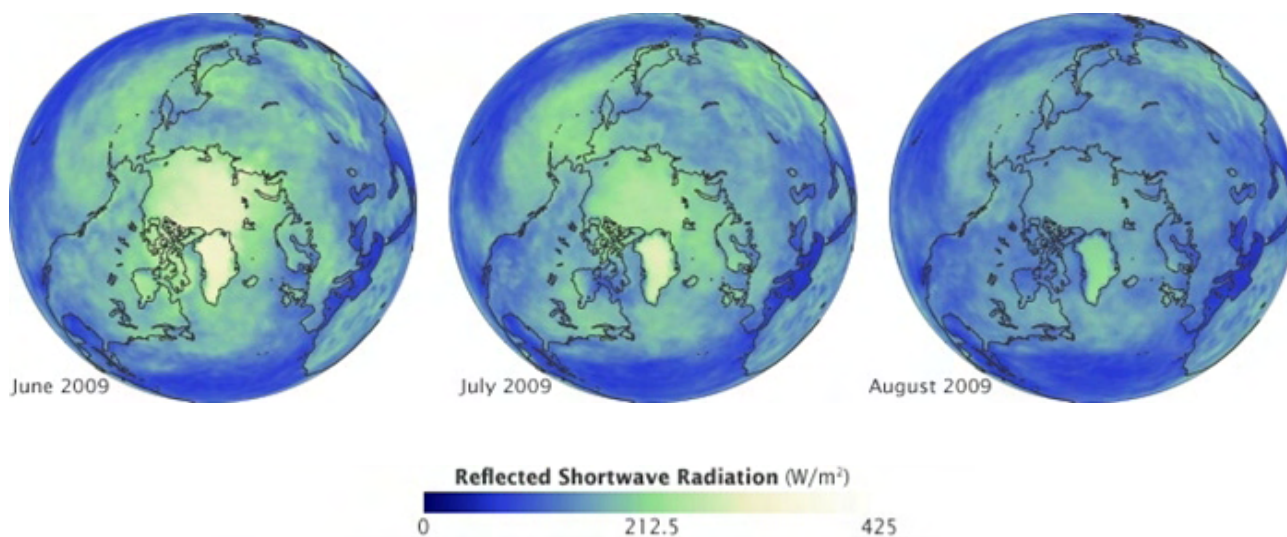 June 2009
July 2009
August 2009
Reflected Shortwave Radiation (W/m²)
0 212.5 425